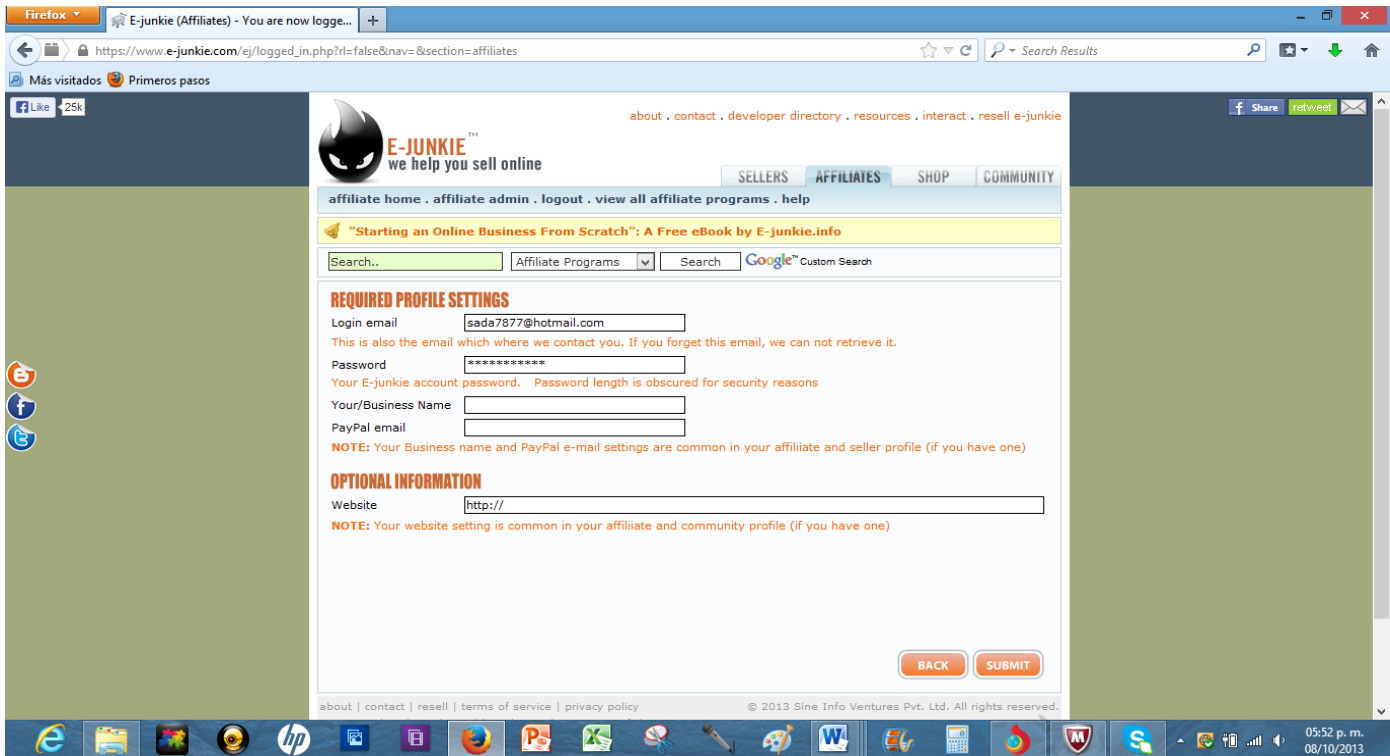 Firefox
E-junkie (Affiliates) - You are now logge...
https://www.e-junkie.com/ej/logged_in.php?rl=false&nav=&section=affiliates
Search Results
Más visitados Primeros pasos
Like 25k
Share retweet
about . contact . developer directory . resources . interact . resell e-junkie
E-JUNKIE™
we help you sell online
SELLERS AFFILIATES SHOP COMMUNITY
affiliate home . affiliate admin . logout . view all affiliate programs . help
"Starting an Online Business From Scratch": A Free eBook by E-junkie.info
Search.. Affiliate Programs Search Google™ Custom Search
REQUIRED PROFILE SETTINGS
Login email sada7877@hotmail.com
This is also the email which where we contact you. If you forget this email, we can not retrieve it.
Password ***********
Your E-junkie account password. Password length is obscured for security reasons
Your/Business Name
PayPal email
NOTE: Your Business name and PayPal e-mail settings are common in your affiliiate and seller profile (if you have one)
OPTIONAL INFORMATION
Website http://
NOTE: Your website setting is common in your affiliiate and community profile (if you have one)
BACK SUBMIT
about | contact | resell | terms of service | privacy policy © 2013 Sine Info Ventures Pvt. Ltd. All rights reserved.
05:52 p. m.
08/10/2013